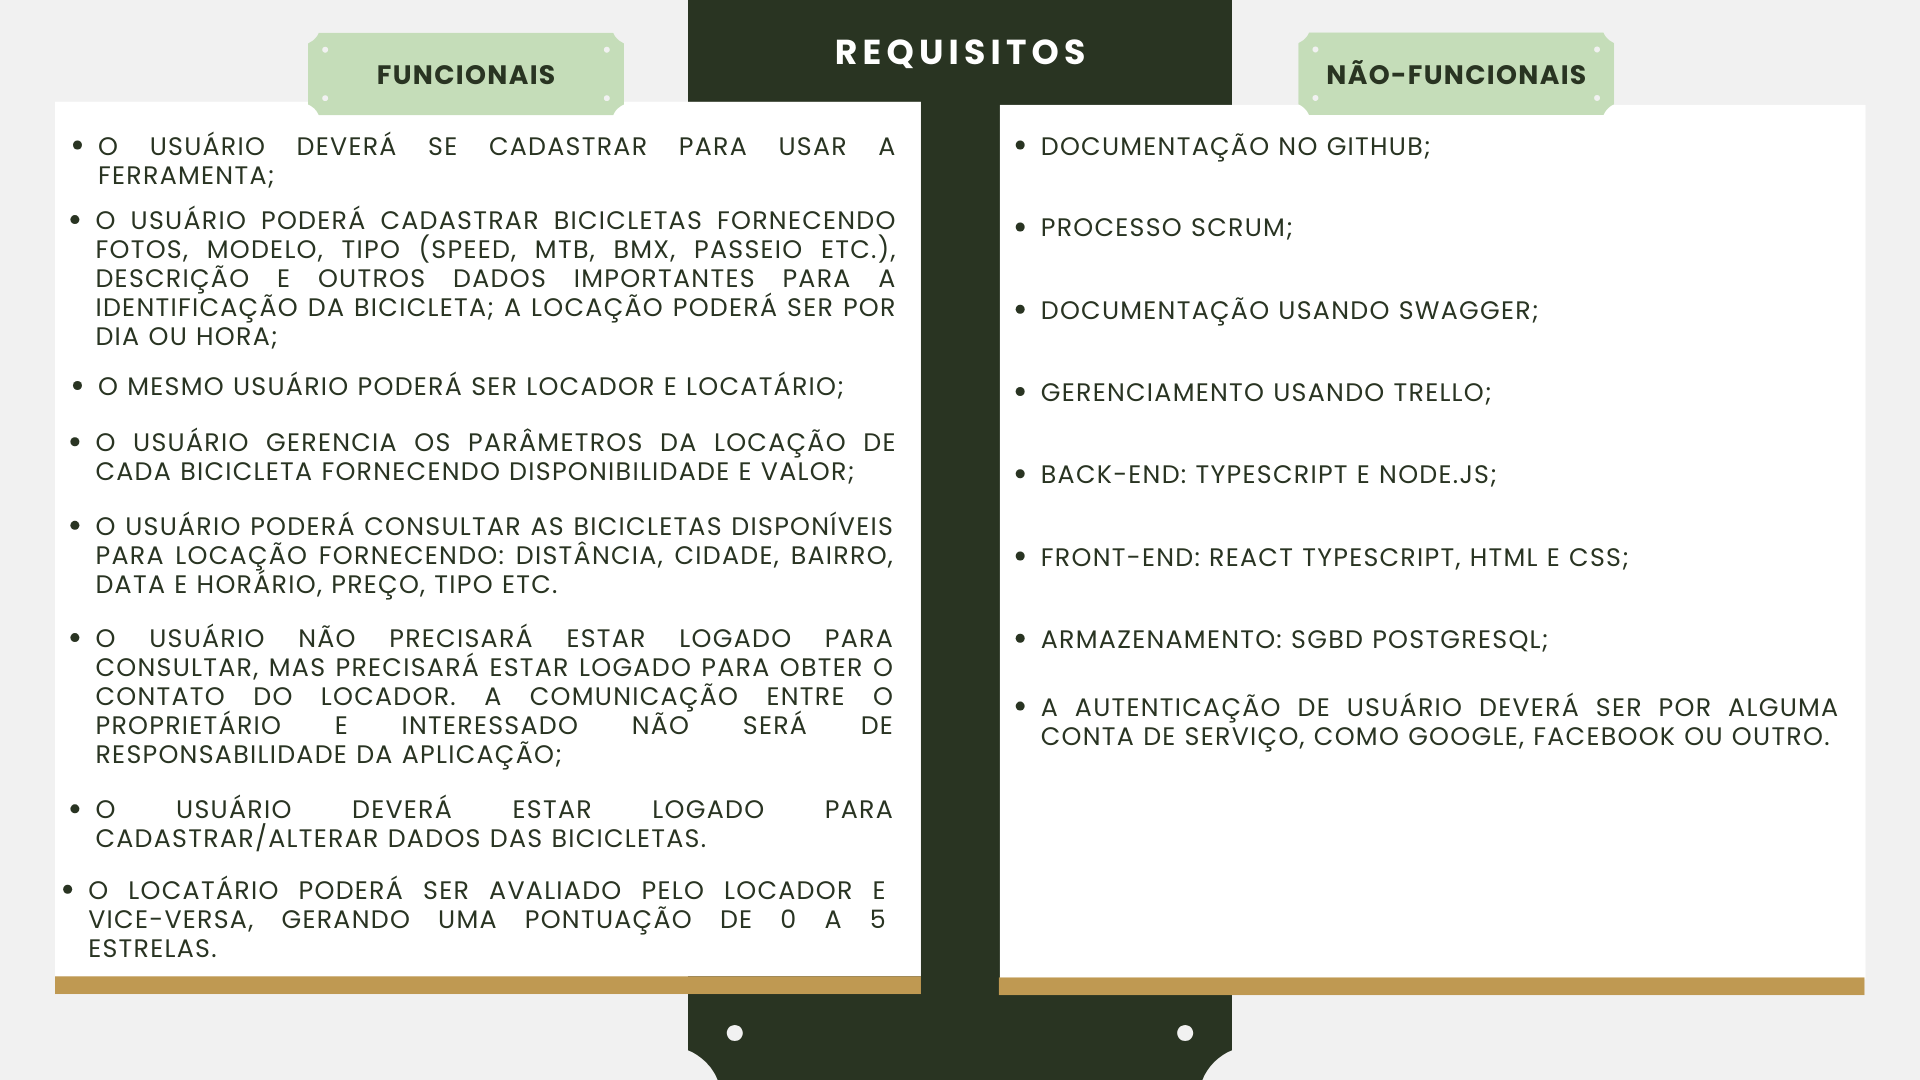 REQUISITOS
FUNCIONAIS
• O USUÁRIO DEVERÁ SE CADASTRAR PARA USAR A
FERRAMENTA;
• O USUÁRIO PODERÁ CADASTRAR BICICLETAS FORNECENDO
FOTOS, MODELO, TIPO (SPEED, MTB, BMX, PASSEIO ETC.),
DESCRIÇÃO E OUTROS DADOS IMPORTANTES PARA A
IDENTIFICAÇÃO DA BICICLETA; A LOCAÇÃO PODERÁ SER POR
DIA OU HORA;
• O MESMO USUÁRIO PODERÁ SER LOCADOR E LOCATÁRIO;
• O USUÁRIO GERENCIA OS PARÂMETROS DA LOCAÇÃO DE
CADA BICICLETA FORNECENDO DISPONIBILIDADE E VALOR;
• O USUÁRIO PODERÁ CONSULTAR AS BICICLETAS DISPONÍVEIS
PARA LOCAÇÃO FORNECENDO: DISTÂNCIA, CIDADE, BAIRRO,
DATA E HORÁRIO, PREÇO, TIPO ETC.
• O USUÁRIO NÃO PRECISARÁ ESTAR LOGADO PARA
CONSULTAR, MAS PRECISARÁ ESTAR LOGADO PARA OBTER O
CONTATO DO LOCADOR. A COMUNICAÇÃO ENTRE O
PROPRIETÁRIO E INTERESSADO NÃO SERÁ DE
RESPONSABILIDADE DA APLICAÇÃO;
• O USUÁRIO DEVERÁ ESTAR LOGADO PARA
CADASTRAR/ALTERAR DADOS DAS BICICLETAS.
• O LOCATÁRIO PODERÁ SER AVALIADO PELO LOCADOR E
VICE-VERSA, GERANDO UMA PONTUAÇÃO DE 0 A 5
ESTRELAS.
NÃO-FUNCIONAIS
• DOCUMENTAÇÃO NO GITHUB;
• PROCESSO SCRUM;
• DOCUMENTAÇÃO USANDO SWAGGER;
• GERENCIAMENTO USANDO TRELLO;
• BACK-END: TYPESCRIPT E NODE.JS;
• FRONT-END: REACT TYPESCRIPT, HTML E CSS;
• ARMAZENAMENTO: SGBD POSTGRESQL;
• A AUTENTICAÇÃO DE USUÁRIO DEVERÁ SER POR ALGUMA
CONTA DE SERVIÇO, COMO GOOGLE, FACEBOOK OU OUTRO.